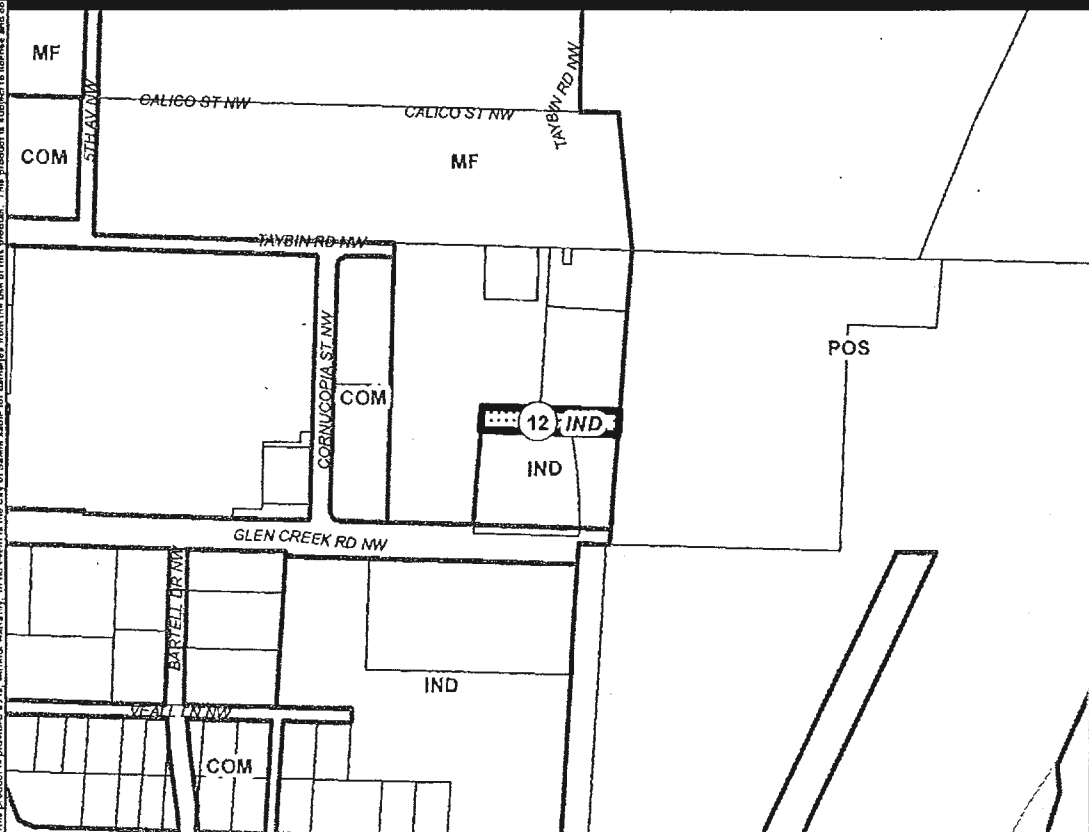 MF
5TH AV NW
CALICO ST NW
CALICO ST NW
TAYBIN RD NW
COM
MF
TAYBIN RD NW
CORNUCOPIA ST NW
POS
COM
12 IND
IND
GLEN CREEK RD NW
BARTELL DR NW
IND
VEALL LN NW
COM